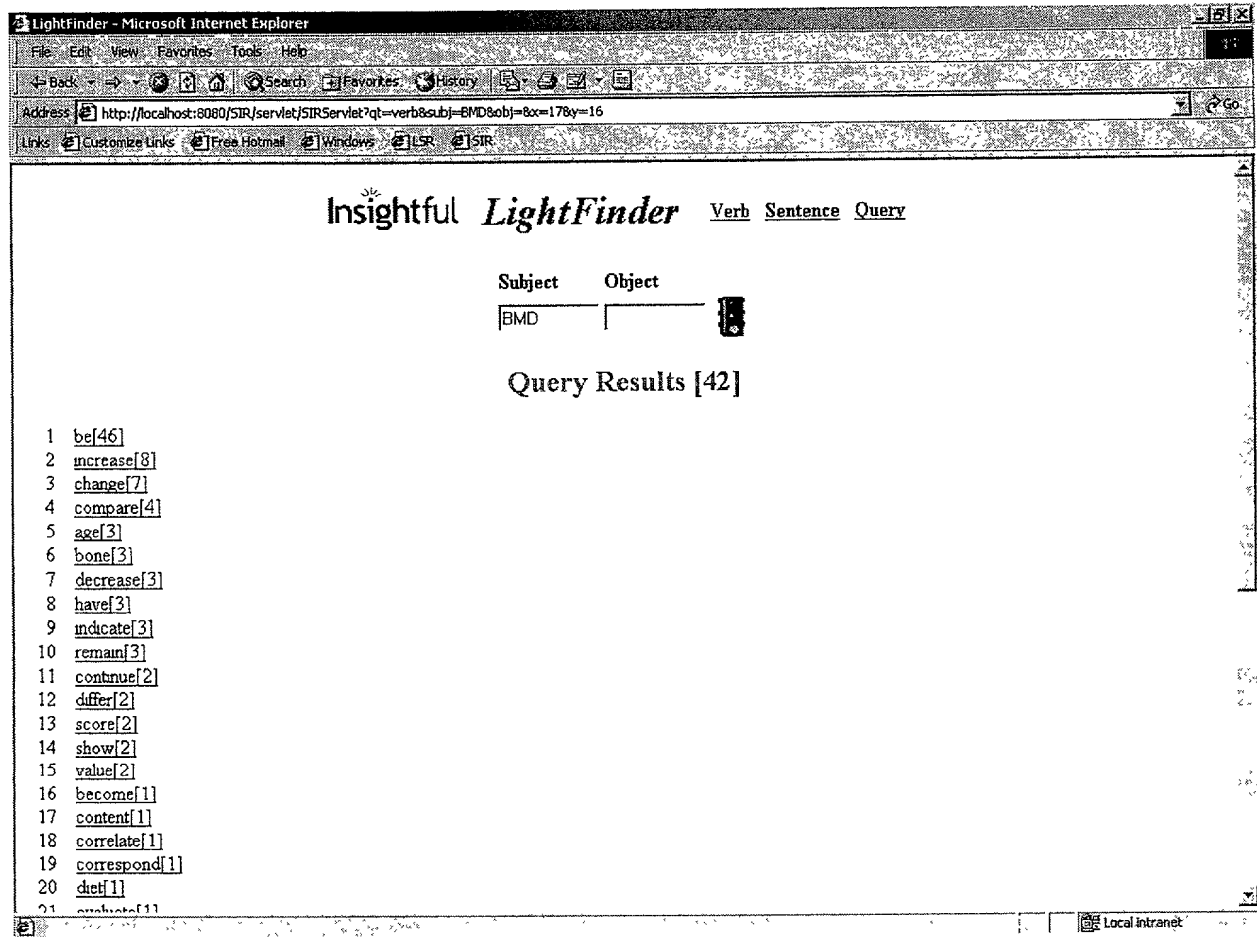 LightFinder - Microsoft Internet Explorer
File Edit View Favorites Tools Help
Back Search Favorites History
Address http://localhost:8080/SIR/servlet/SIRServlet?qt=verb&subj=BMD&obj=&x=17&y=16 Go
Links Customize Links Free Hotmail Windows LSR SIR
Insightful LightFinder Verb Sentence Query
Subject Object
BMD
Query Results [42]
1 be[46]
2 increase[8]
3 change[7]
4 compare[4]
5 age[3]
6 bone[3]
7 decrease[3]
8 have[3]
9 indicate[3]
10 remain[3]
11 continue[2]
12 differ[2]
13 score[2]
14 show[2]
15 value[2]
16 become[1]
17 content[1]
18 correlate[1]
19 correspond[1]
20 diet[1]
21 evaluate[1]
Local intranet